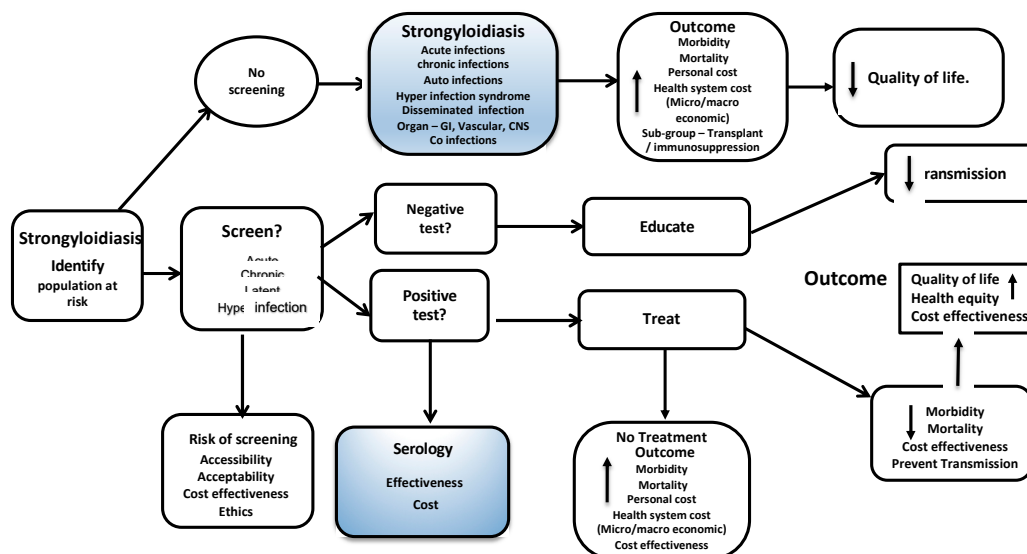 No
screening
Strongyloidiasis
Acute infections
chronic infections
Auto infections
Hyper infection syndrome
Disseminated infection
Organ – GI, Vascular, CNS
Co infections
Outcome
Morbidity
Mortality
Personal cost
Health system cost
(Micro/macro
economic)
Sub-group – Transplant
/ immunosuppression
Quality of life.
Strongyloidiasis
Identify
population at
risk
Screen?
Acute
Chronic
Latent
Hype infection
Negative
test?
Educate
ransmission
Positive
test?
Treat
Outcome
Quality of life
Health equity
Cost effectiveness
Risk of screening
Accessibility
Acceptability
Cost effectiveness
Ethics
Serology
Effectiveness
Cost
No Treatment
Outcome
Morbidity
Mortality
Personal cost
Health system cost
(Micro/macro economic)
Cost effectiveness
Morbidity
Mortality
Cost effectiveness
Prevent Transmission